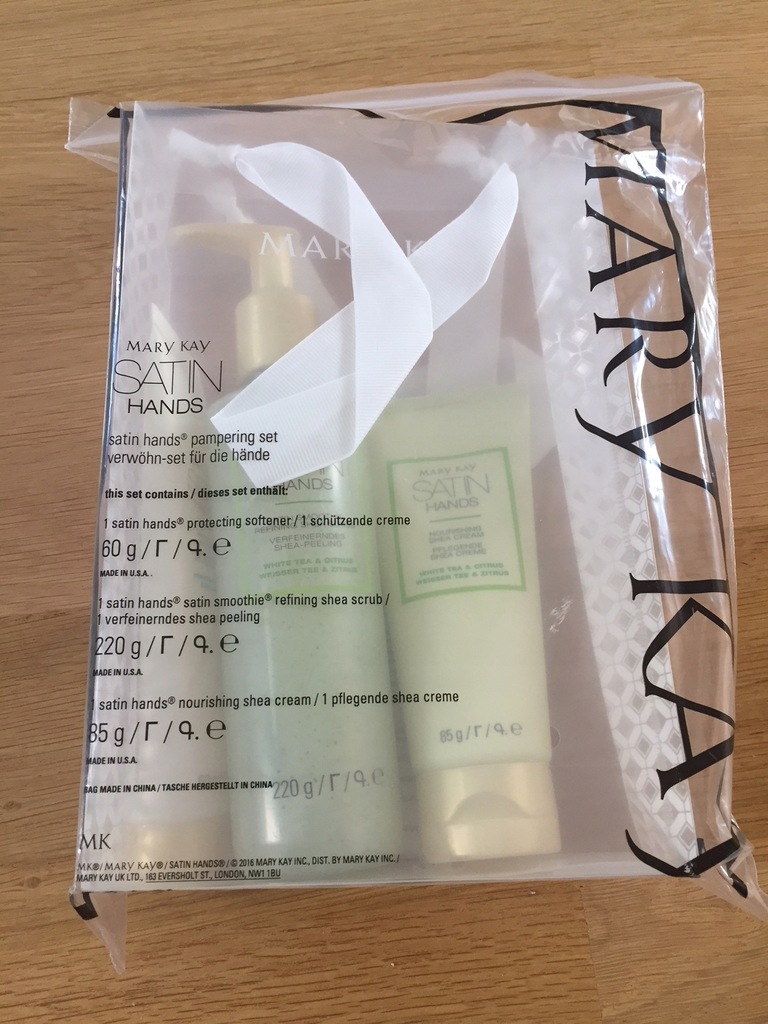 MARY KAY
MARY KAY
MARY KAY
SATIN
HANDS
satin hands® pampering set
verwöhn-set für die hände
this set contains / dieses set enthält:
1 satin hands® protecting softener / 1 schützende creme
60 g / Г / գ. ℮
MADE IN U.S.A. .
1 satin hands® satin smoothie® refining shea scrub /
1 verfeinerndes shea peeling
220 g / Г / գ. ℮
MADE IN U.S.A.
1 satin hands® nourishing shea cream / 1 pflegende shea creme
85 g / Г / գ. ℮
MADE IN U.S.A.
BAG MADE IN CHINA / TASCHE HERGESTELLT IN CHINA
MK
MK®/ MARY KAY®/ SATIN HANDS®/ © 2016 MARY KAY INC., DIST. BY MARY KAY INC. /
MARY KAY UK LTD., 163 EVERSHOLT ST., LONDON, NW1 1BU
HANDS
VERFEINERNDES
SHEA-PEELING
WHITE TEA & CITRUS
WEISSER TEE & ZITRUS
220 g / Г / գ. ℮
MARY KAY
SATIN
HANDS
NOURISHING
SHEA CREAM
PFLEGENDE
SHEA CREME
WHITE TEA & CITRUS
WEISSER TEE & ZITRUS
85 g / Г / գ. ℮